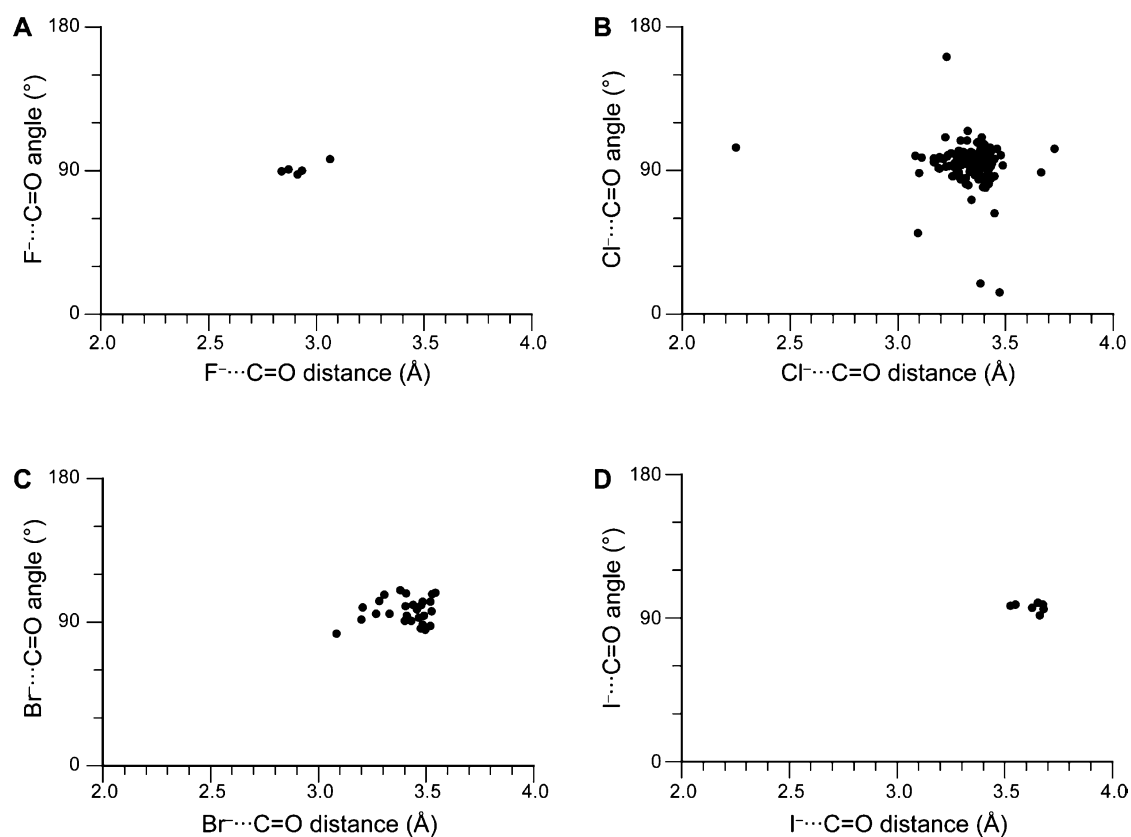 A
180
90
0
F⁻···C=O angle (°)
2.0 2.5 3.0 3.5 4.0
F⁻···C=O distance (Å)
B
180
90
0
Cl⁻···C=O angle (°)
2.0 2.5 3.0 3.5 4.0
Cl⁻···C=O distance (Å)
C
180
90
0
Br⁻···C=O angle (°)
2.0 2.5 3.0 3.5 4.0
Br⁻···C=O distance (Å)
D
180
90
0
I⁻···C=O angle (°)
2.0 2.5 3.0 3.5 4.0
I⁻···C=O distance (Å)